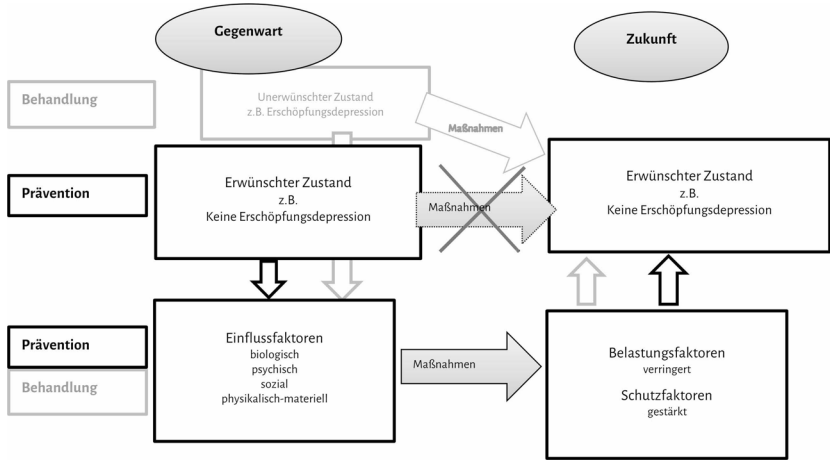 Gegenwart
Zukunft
Behandlung
Unerwünschter Zustand
z.B. Erschöpfungsdepression
Maßnahmen
Prävention
Erwünschter Zustand
z.B.
Keine Erschöpfungsdepression
Maßnahmen
Erwünschter Zustand
z.B.
Keine Erschöpfungsdepression
Prävention
Behandlung
Einflussfaktoren
biologisch
psychisch
sozial
physikalisch-materiell
Maßnahmen
Belastungsfaktoren
verringert
Schutzfaktoren
gestärkt